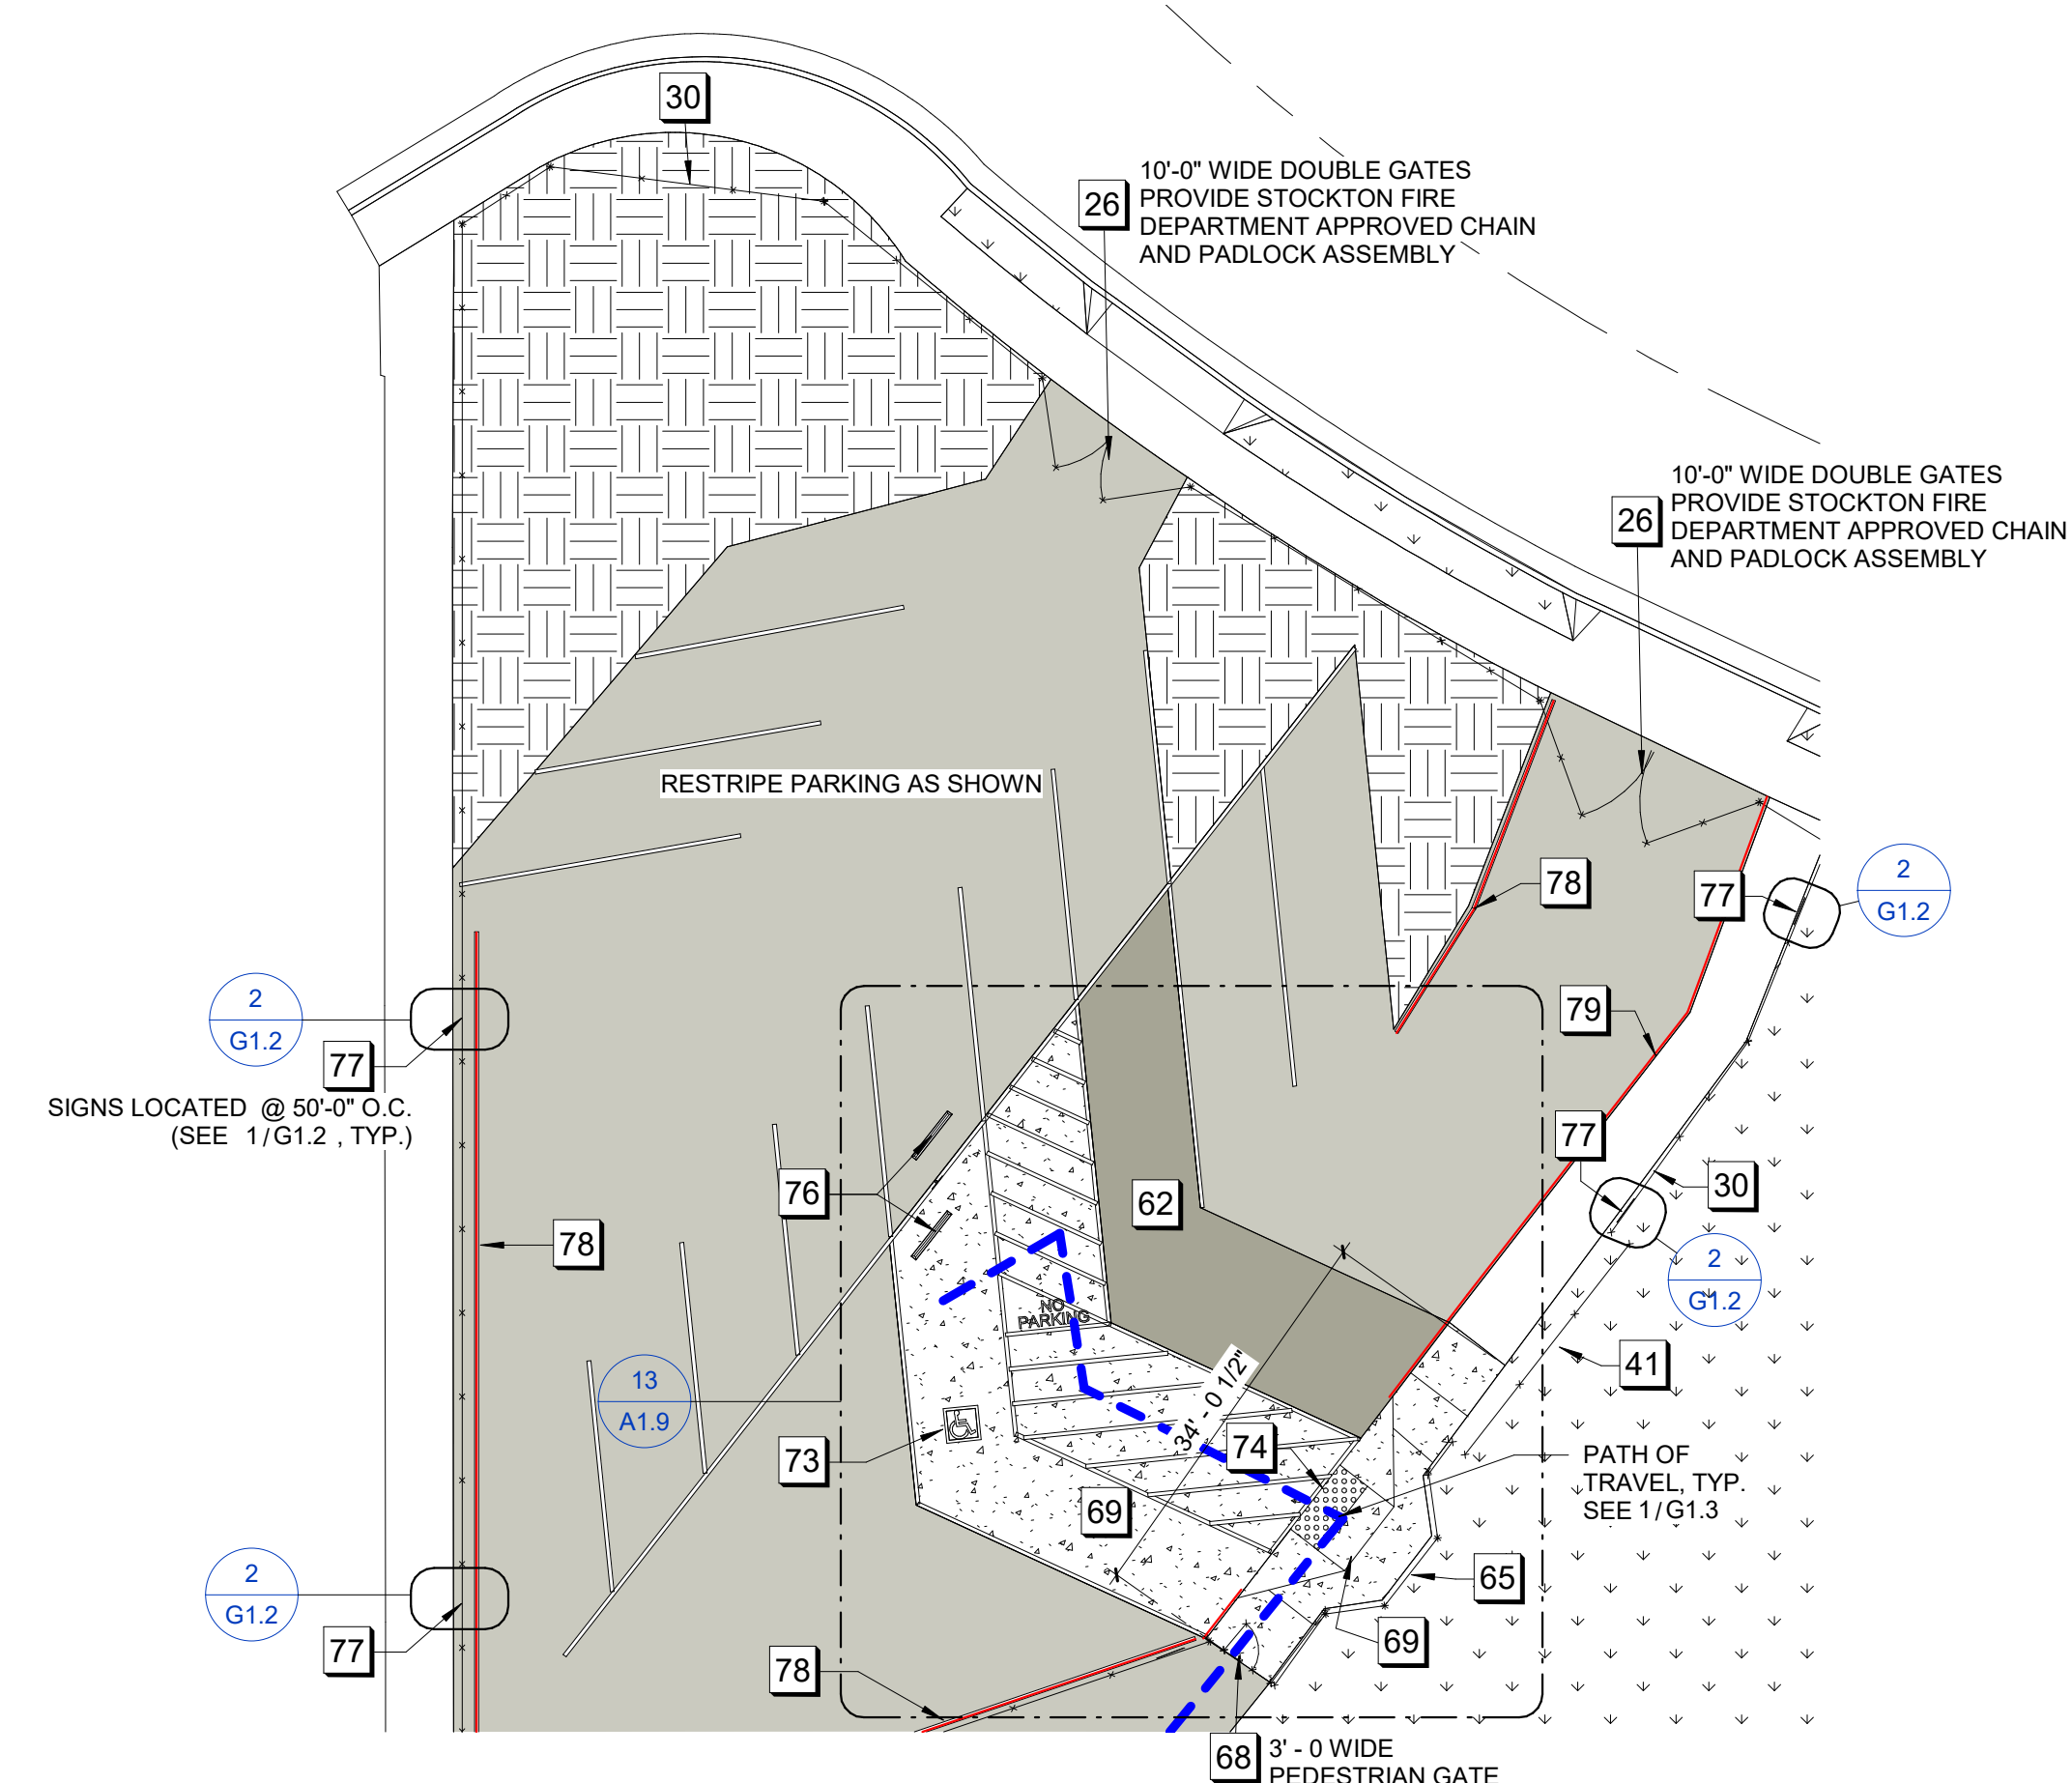 30
10'-0" WIDE DOUBLE GATES
PROVIDE STOCKTON FIRE
DEPARTMENT APPROVED CHAIN
AND PADLOCK ASSEMBLY
26
10'-0" WIDE DOUBLE GATES
PROVIDE STOCKTON FIRE
DEPARTMENT APPROVED CHAIN
AND PADLOCK ASSEMBLY
26
RESTRIPE PARKING AS SHOWN
78
77
2
G1.2
2
G1.2
77
SIGNS LOCATED @ 50'-0" O.C.
(SEE 1/G1.2 , TYP.)
79
77
30
76
62
78
2
G1.2
NO
PARKING
41
13
A1.9
34' - 0 1/2"
73
74
PATH OF
TRAVEL, TYP.
SEE 1/G1.3
69
65
2
G1.2
77
69
78
68
3' - 0 WIDE
PEDESTRIAN GATE